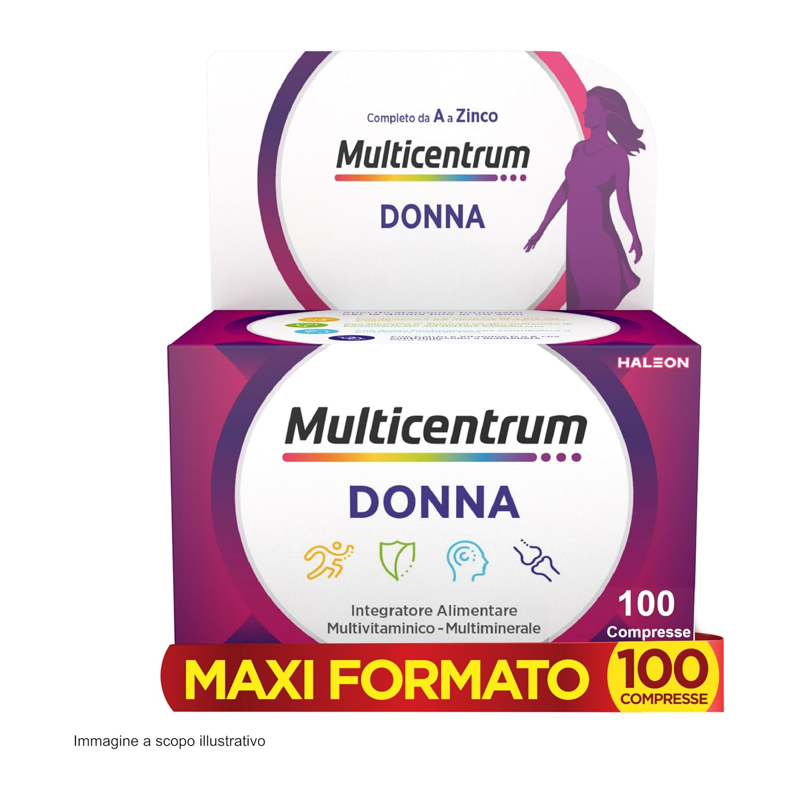 Completo da A a Zinco
Multicentrum
DONNA
HALEON
Multicentrum
DONNA
Integratore Alimentare
Multivitaminico - Multiminerale
100
Compresse
MAXI FORMATO
100
COMPRESSE
Immagine a scopo illustrativo